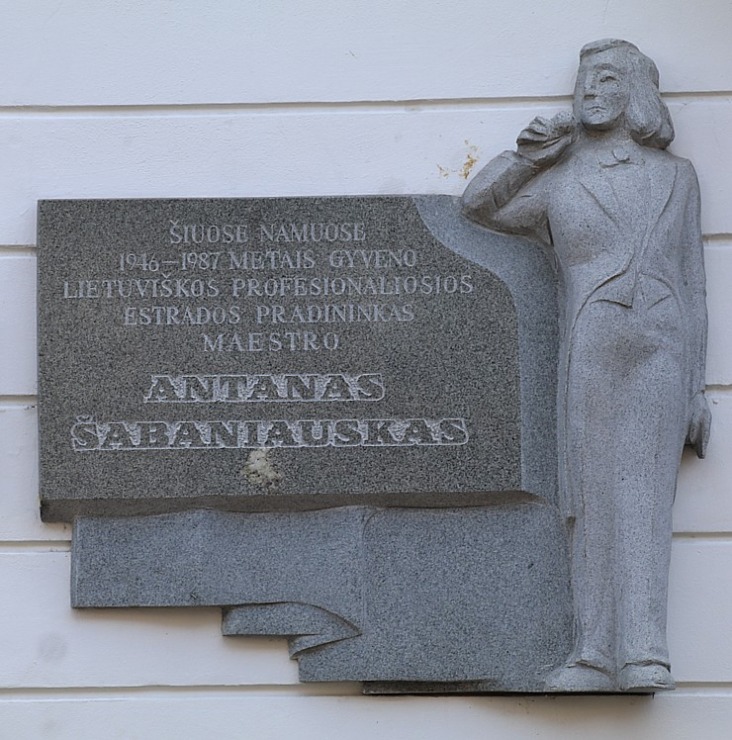 ŠIUOSE NAMUOSE
1946–1987 METAIS GYVENO
LIETUVIŠKOS PROFESIONALIOSIOS
ESTRADOS PRADININKAS
MAESTRO
ANTANAS
ŠABANIAUSKAS